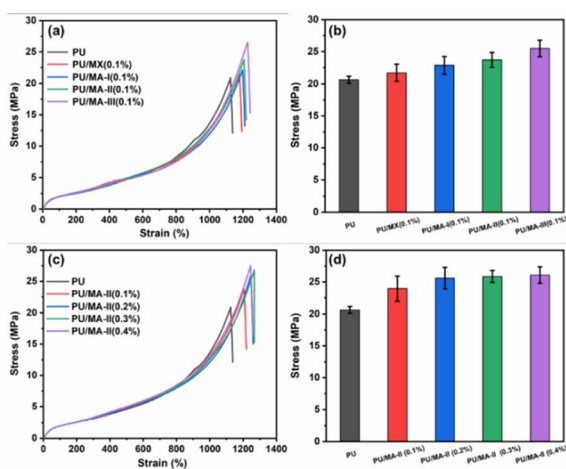 (a)
PU
PU/MX(0.1%)
PU/MA-I(0.1%)
PU/MA-II(0.1%)
PU/MA-III(0.1%)
Stress (MPa)
30
25
20
15
10
5
0
0 200 400 600 800 1000 1200 1400
Strain (%)
(b)
Stress (MPa)
30
25
20
15
10
5
0
PU PU/MX(0.1%) PU/MA-I(0.1%) PU/MA-II(0.1%) PU/MA-III(0.1%)
(c)
PU
PU/MA-II(0.1%)
PU/MA-II(0.2%)
PU/MA-II(0.3%)
PU/MA-II(0.4%)
Stress (MPa)
30
25
20
15
10
5
0
0 200 400 600 800 1000 1200 1400
Strain (%)
(d)
Stress (MPa)
30
25
20
15
10
5
0
PU PU/MA-II (0.1%) PU/MA-II (0.2%) PU/MA-II (0.3%) PU/MA-II (0.4%)